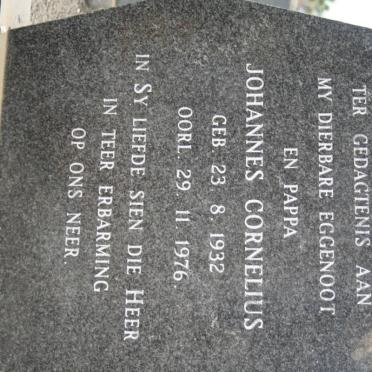 TER GEDAGTENIS AAN
MY DIERBARE EGGENOOT
EN PAPPA
JOHANNES CORNELIUS
GEB. 23. 8. 1932
OORL. 29. 11. 1976.
IN SY LIEFDE SIEN DIE HEER
IN TEER ERBARMING
OP ONS NEER.